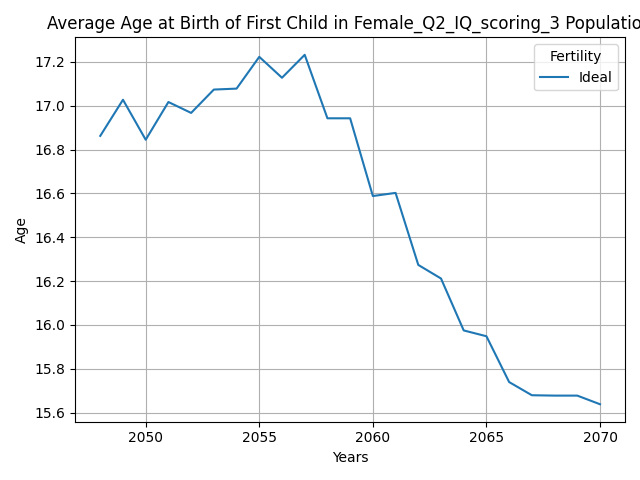 Average Age at Birth of First Child in Female_Q2_IQ_scoring_3 Populatio
Fertility
Ideal
17.2
17.0
16.8
16.6
16.4
16.2
16.0
15.8
15.6
Age
2050 2055 2060 2065 2070
Years